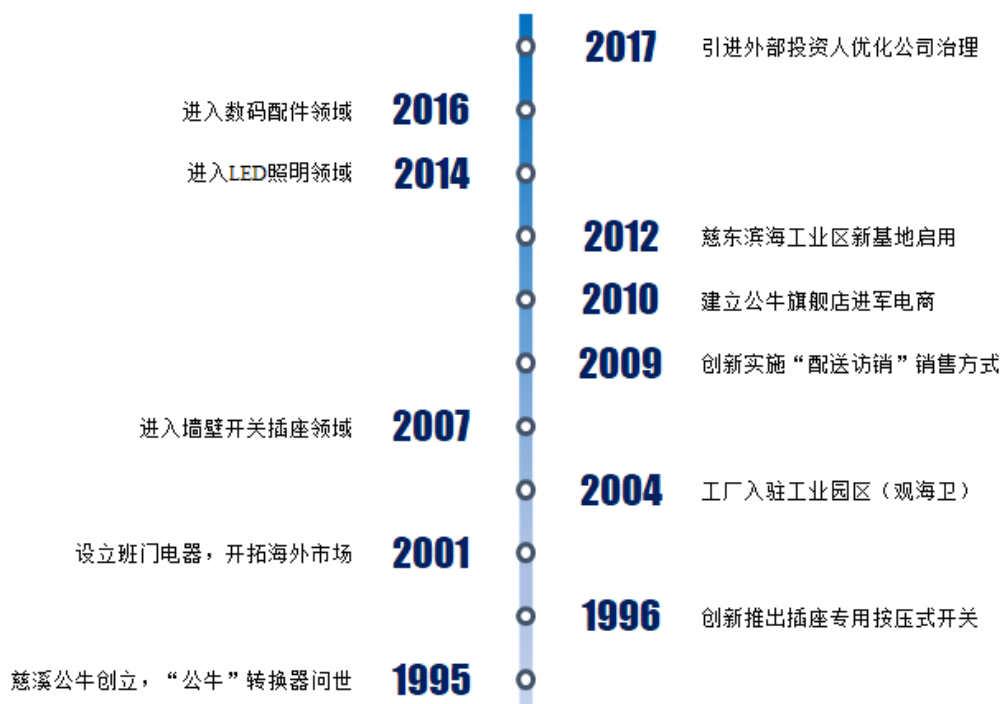 2017 引进外部投资人优化公司治理
进入数码配件领域 2016
进入LED照明领域 2014
2012 慈东滨海工业区新基地启用
2010 建立公牛旗舰店进军电商
2009 创新实施“配送访销”销售方式
进入墙壁开关插座领域 2007
2004 工厂入驻工业园区（观海卫）
设立班门电器，开拓海外市场 2001
1996 创新推出插座专用按压式开关
慈溪公牛创立，“公牛”转换器问世 1995